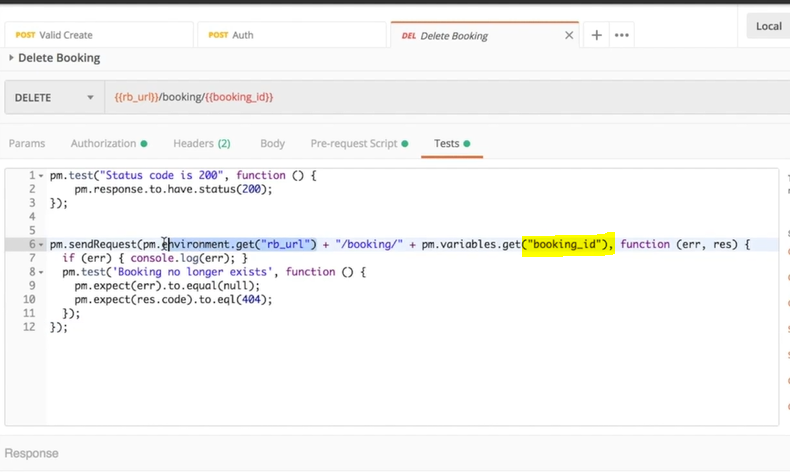 POST Valid Create
POST Auth
DEL Delete Booking
Local
Delete Booking
DELETE
{{rb_url}}/booking/{{booking_id}}
Params Authorization Headers (2) Body Pre-request Script Tests
1 pm.test("Status code is 200", function () {
2 pm.response.to.have.status(200);
3 });
4
5
6 pm.sendRequest(pm.environment.get("rb_url") + "/booking/" + pm.variables.get("booking_id"), function (err, res) {
7 if (err) { console.log(err); }
8 pm.test('Booking no longer exists', function () {
9 pm.expect(err).to.equal(null);
10 pm.expect(res.code).to.eql(404);
11 });
12 });
Response